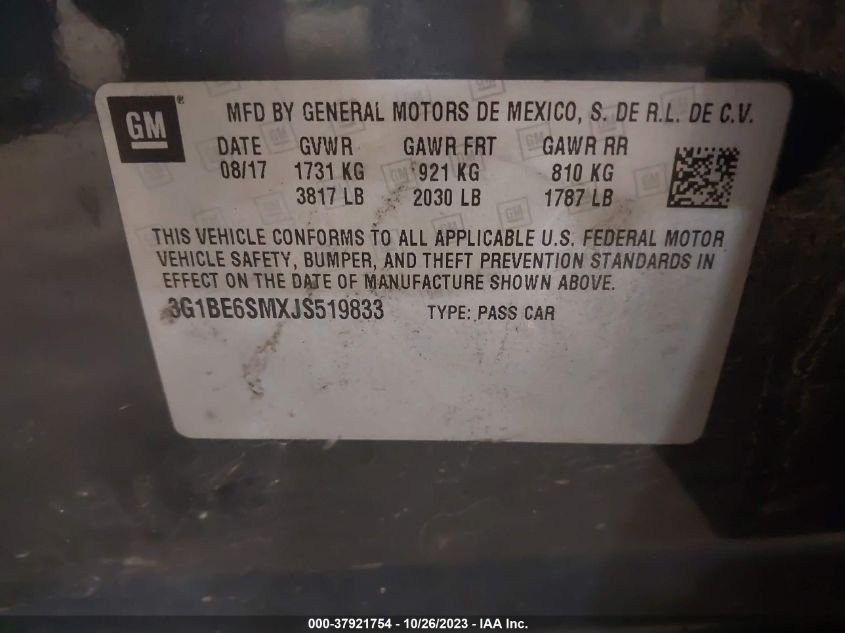 GM ® MFD BY GENERAL MOTORS DE MEXICO, S. DE R.L. DE C.V.
DATE GVWR GAWR FRT GAWR RR
08/17 1731 KG 921 KG 810 KG
3817 LB 2030 LB 1787 LB
THIS VEHICLE CONFORMS TO ALL APPLICABLE U.S. FEDERAL MOTOR
VEHICLE SAFETY, BUMPER, AND THEFT PREVENTION STANDARDS IN
EFFECT ON THE DATE OF MANUFACTURE SHOWN ABOVE.
3G1BE6SMXJS519833 TYPE: PASS CAR
000-37921754 - 10/26/2023 - IAA Inc.